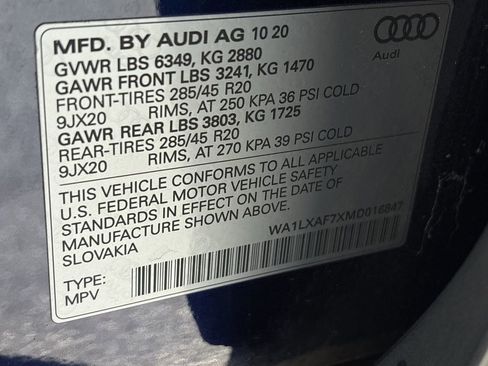 MFD. BY AUDI AG 10 20
GVWR LBS 6349, KG 2880
GAWR FRONT LBS 3241, KG 1470
FRONT-TIRES 285/45 R20
9JX20 RIMS, AT 250 KPA 36 PSI COLD
GAWR REAR LBS 3803, KG 1725
REAR-TIRES 285/45 R20
9JX20 RIMS, AT 270 KPA 39 PSI COLD
Audi
THIS VEHICLE CONFORMS TO ALL APPLICABLE
U.S. FEDERAL MOTOR VEHICLE SAFETY
STANDARDS IN EFFECT ON THE DATE OF
MANUFACTURE SHOWN ABOVE.
SLOVAKIA
WA1LXAF7XMD016847
TYPE:
MPV